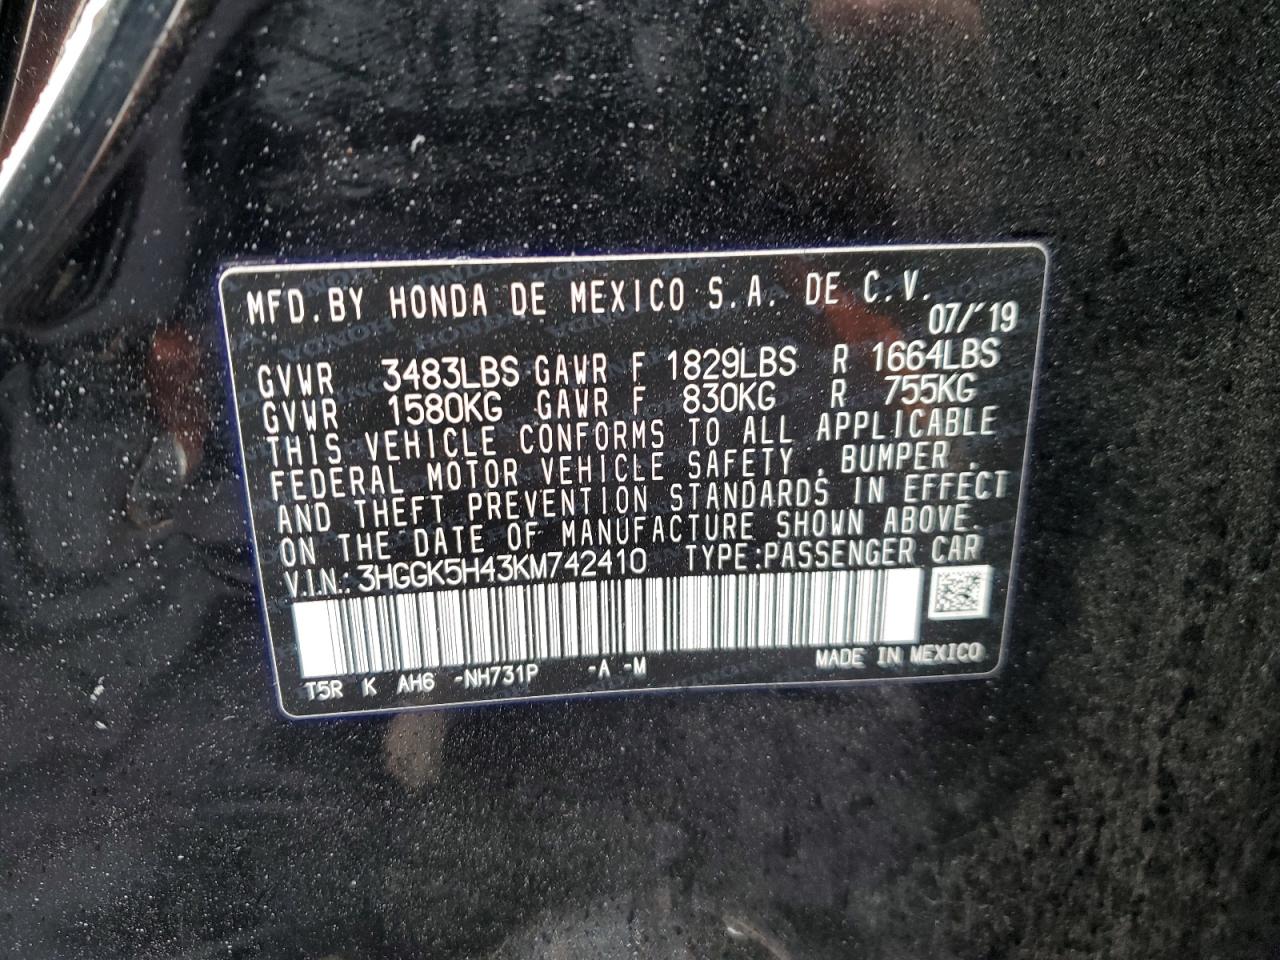 MFD. BY HONDA DE MEXICO S.A. DE C.V.
07/'19
GVWR 3483LBS GAWR F 1829LBS R 1664LBS
GVWR 1580KG GAWR F 830KG R 755KG
THIS VEHICLE CONFORMS TO ALL APPLICABLE
FEDERAL MOTOR VEHICLE SAFETY , BUMPER ,
AND THEFT PREVENTION STANDARDS IN EFFECT
ON THE DATE OF MANUFACTURE SHOWN ABOVE.
V.I.N.: 3HGGK5H43KM742410 TYPE:PASSENGER CAR
T5R K AH6 -NH731P -A -M MADE IN MEXICO